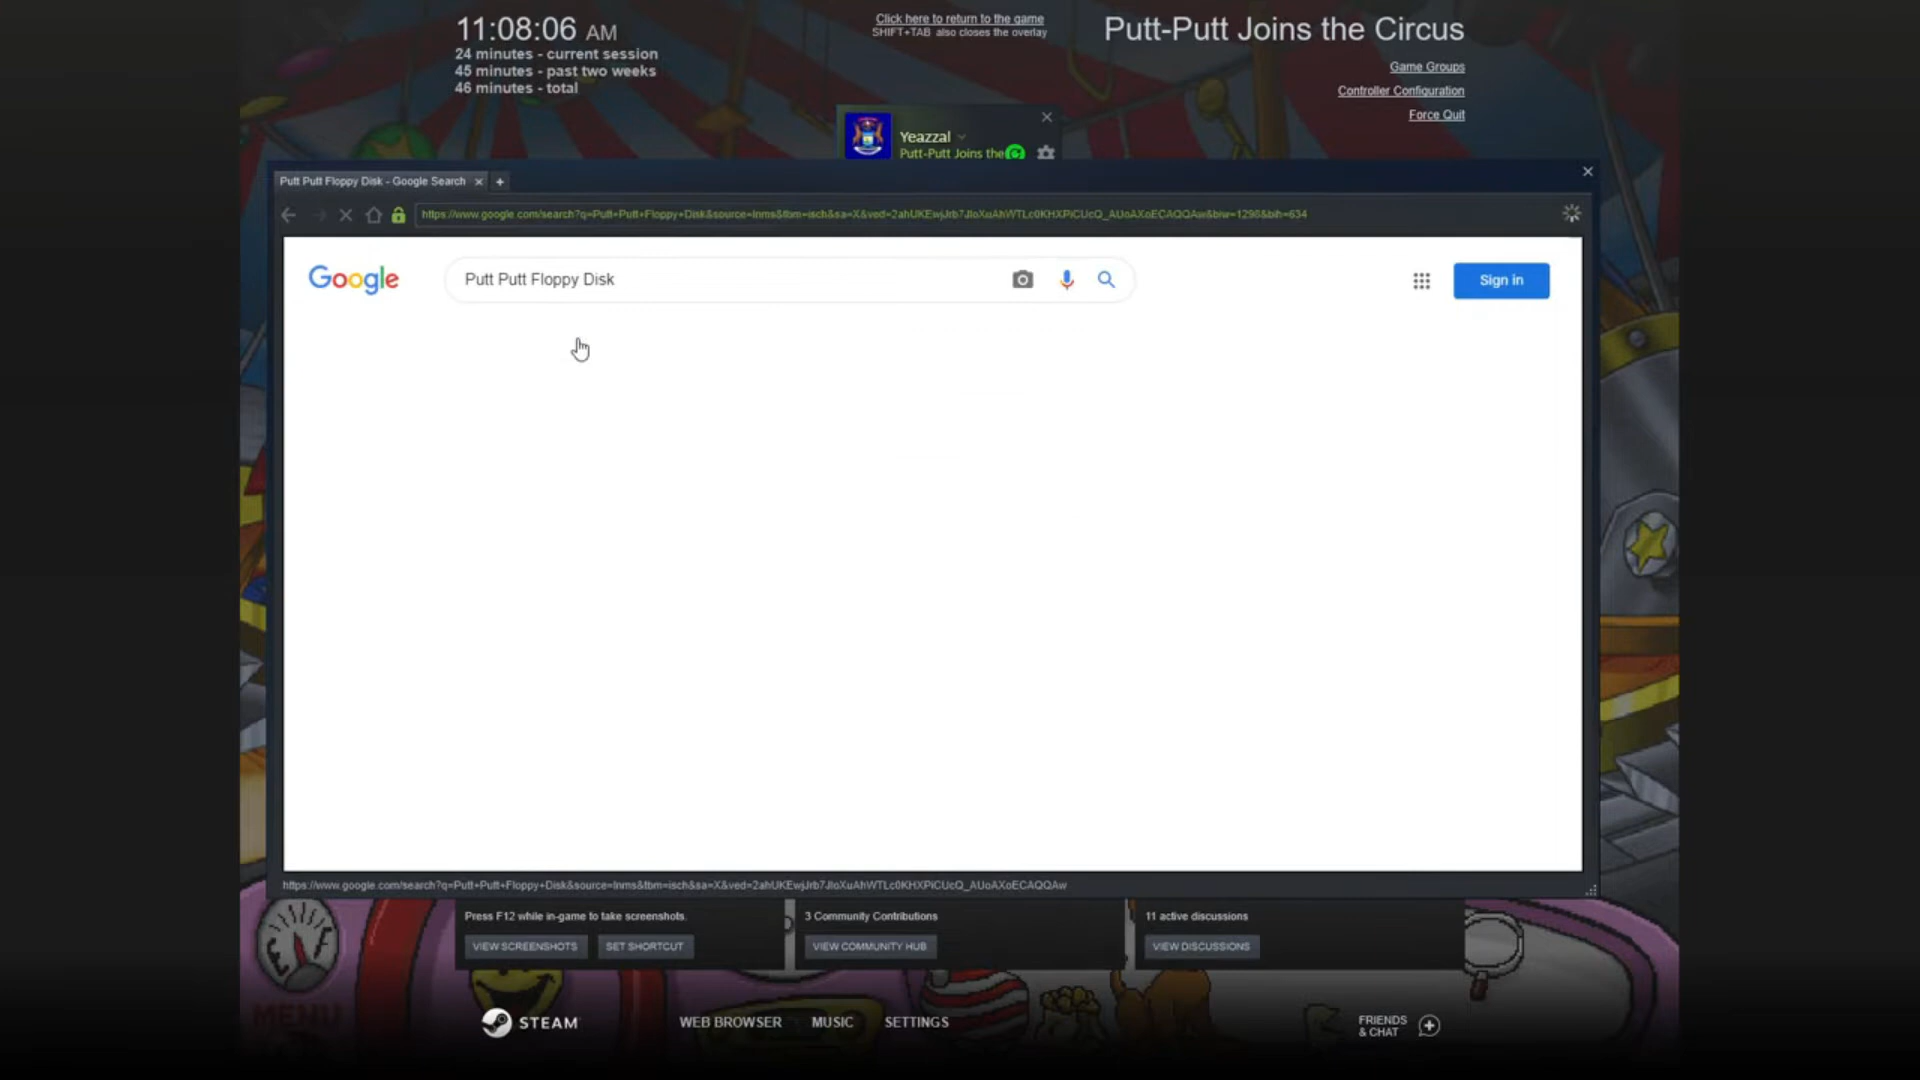 11:08:06 AM
24 minutes - current session
45 minutes - past two weeks
46 minutes - total
Click here to return to the game
SHIFT+TAB also closes the overlay
Putt-Putt Joins the Circus
Game Groups
Controller Configuration
Force Quit
Yeazzal
Putt-Putt Joins the
Putt Putt Floppy Disk - Google Search
Google
Putt Putt Floppy Disk
Sign in
Press F12 while in-game to take screenshots.
VIEW SCREENSHOTS
SET SHORTCUT
3 Community Contributions
VIEW COMMUNITY HUB
11 active discussions
VIEW DISCUSSIONS
MENU
STEAM
WEB BROWSER
MUSIC
SETTINGS
FRIENDS
& CHAT